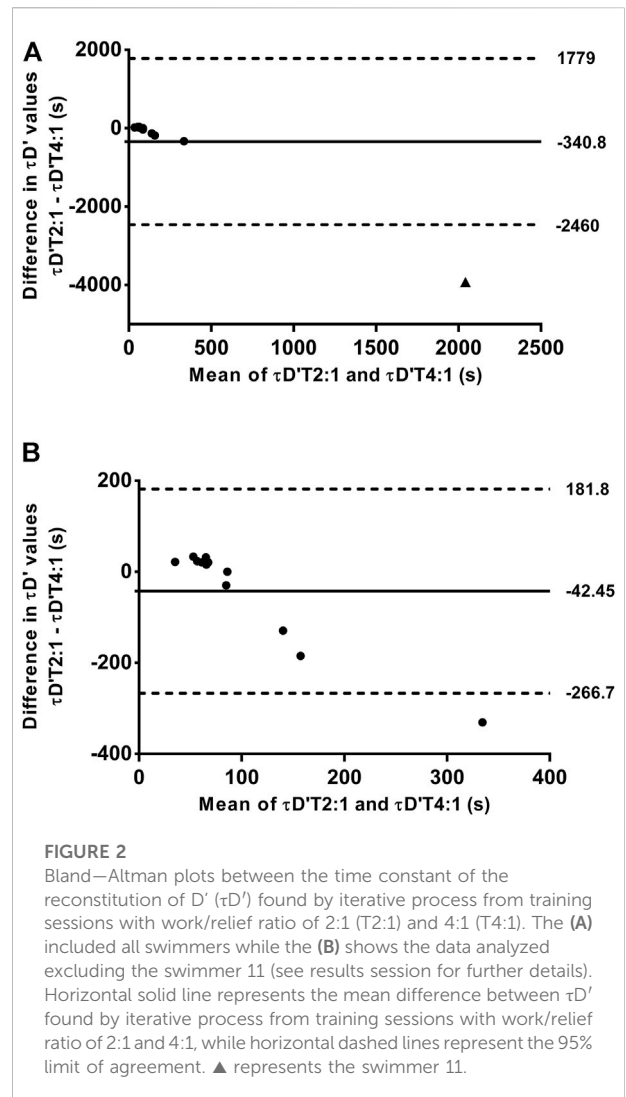 A
Difference in τD' values
τD'T2:1 - τD'T4:1 (s)
2000
0
-2000
-4000
1779
-340.8
-2460
0
500
1000
1500
2000
2500
Mean of τD'T2:1 and τD'T4:1 (s)
B
Difference in τD' values
τD'T2:1 - τD'T4:1 (s)
200
0
-200
-400
181.8
-42.45
-266.7
0
100
200
300
400
Mean of τD'T2:1 and τD'T4:1 (s)
FIGURE 2
Bland—Altman plots between the time constant of the
reconstitution of D′ (τD′) found by iterative process from training
sessions with work/relief ratio of 2:1 (T2:1) and 4:1 (T4:1). The (A)
included all swimmers while the (B) shows the data analyzed
excluding the swimmer 11 (see results session for further details).
Horizontal solid line represents the mean difference between τD′
found by iterative process from training sessions with work/relief
ratio of 2:1 and 4:1, while horizontal dashed lines represent the 95%
limit of agreement. ▲ represents the swimmer 11.